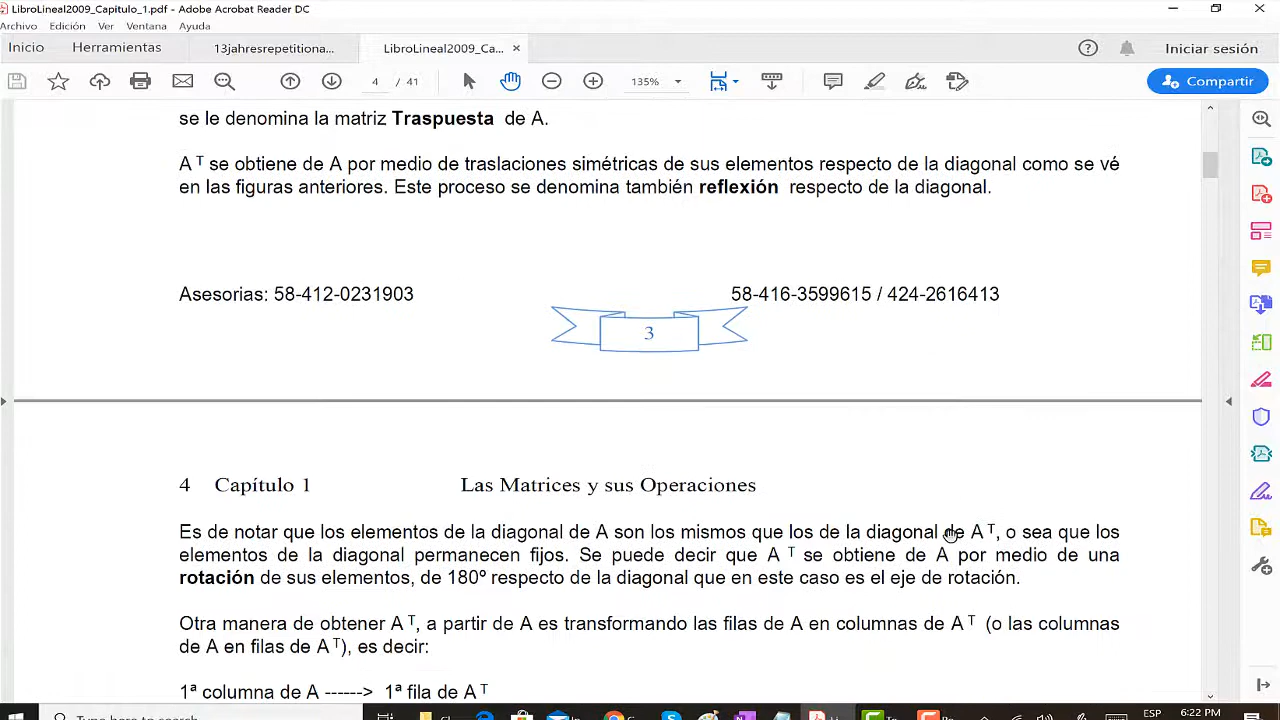 LibroLineal2009_Capitulo_1.pdf - Adobe Acrobat Reader DC
Archivo Edición Ver Ventana Ayuda
Inicio Herramientas 13jahresrepetitiona... LibroLineal2009_Ca... × Iniciar sesión
4 / 41 135% Compartir
se le denomina la matriz Traspuesta de A.
A T se obtiene de A por medio de traslaciones simétricas de sus elementos respecto de la diagonal como se vé
en las figuras anteriores. Este proceso se denomina también reflexión respecto de la diagonal.
Asesorias: 58-412-0231903 58-416-3599615 / 424-2616413
3
4 Capítulo 1 Las Matrices y sus Operaciones
Es de notar que los elementos de la diagonal de A son los mismos que los de la diagonal de A T, o sea que los
elementos de la diagonal permanecen fijos. Se puede decir que A T se obtiene de A por medio de una
rotación de sus elementos, de 180º respecto de la diagonal que en este caso es el eje de rotación.
Otra manera de obtener A T, a partir de A es transformando las filas de A en columnas de A T (o las columnas
de A en filas de A T), es decir:
1ª columna de A ------> 1ª fila de A T
Type here to search ESP 6:22 PM